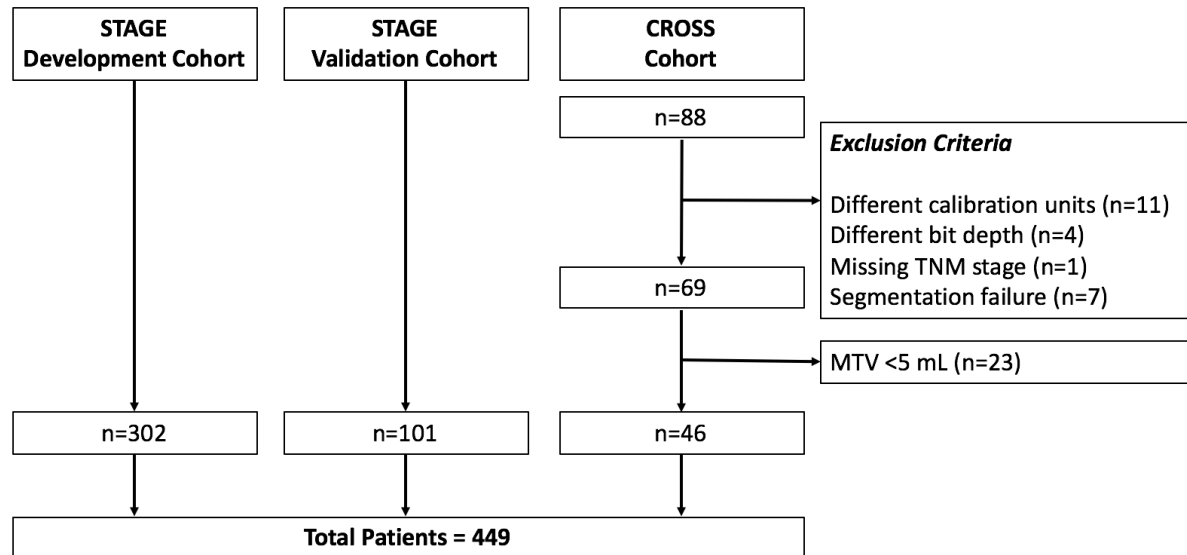 STAGE
Development Cohort
STAGE
Validation Cohort
CROSS
Cohort
n=88
Exclusion Criteria
Different calibration units (n=11)
Different bit depth (n=4)
Missing TNM stage (n=1)
Segmentation failure (n=7)
n=69
MTV <5 mL (n=23)
n=302
n=101
n=46
Total Patients = 449